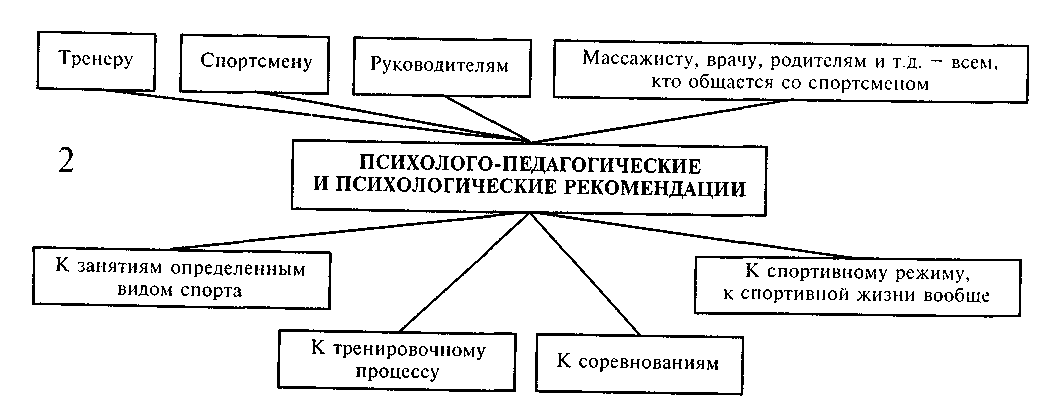 Тренеру
Спортсмену
Руководителям
Массажисту, врачу, родителям и т.д. – всем,
кто общается со спортсменом
2
ПСИХОЛОГО-ПЕДАГОГИЧЕСКИЕ
И ПСИХОЛОГИЧЕСКИЕ РЕКОМЕНДАЦИИ
К занятиям определенным
видом спорта
К спортивному режиму,
к спортивной жизни вообще
К тренировочному
процессу
К соревнованиям